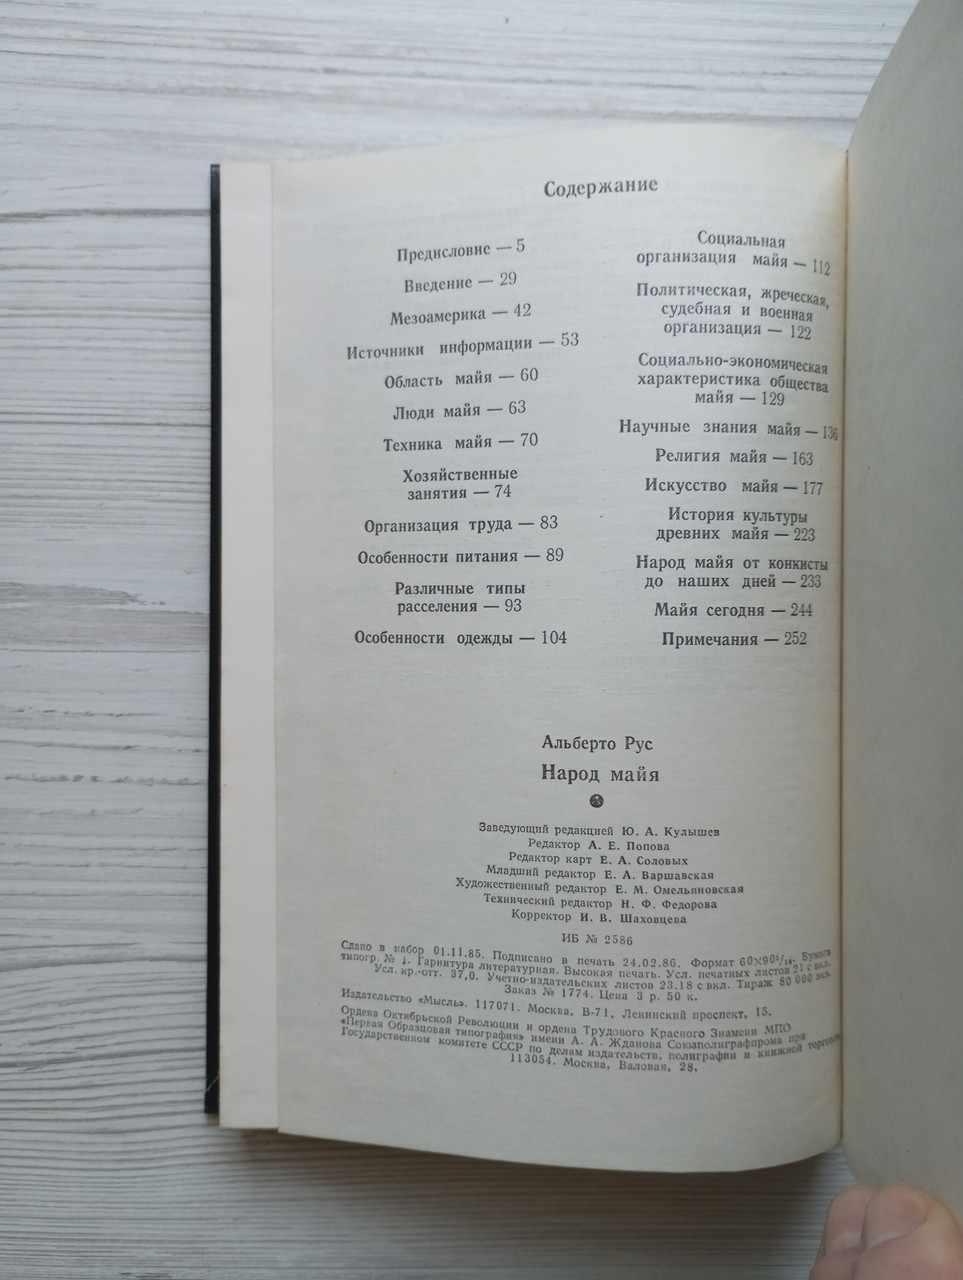 Содержание
Предисловие — 5
Введение — 29
Мезоамерика — 42
Источники информации — 53
Область майя — 60
Люди майя — 63
Техника майя — 70
Хозяйственные
занятия — 74
Организация труда — 83
Особенности питания — 89
Различные типы
расселения — 93
Особенности одежды — 104
Социальная
организация майя — 112
Политическая, жреческая,
судебная и военная
организация — 122
Социально-экономическая
характеристика общества
майя — 129
Научные знания майя — 136
Религия майя — 163
Искусство майя — 177
История культуры
древних майя — 223
Народ майя от конкисты
до наших дней — 233
Майя сегодня — 244
Примечания — 252
Альберто Рус
Народ майя
Заведующий редакцией Ю. А. Кулышев
Редактор А. Е. Попова
Редактор карт Е. А. Соловых
Младший редактор Е. А. Варшавская
Художественный редактор Е. М. Омельяновская
Технический редактор Н. Ф. Федорова
Корректор И. В. Шаховцева
ИБ № 2586
Сдано в набор 01.11.85. Подписано в печать 24.02.86. Формат 60×90¹/₁₆. Бумага
типогр. № 1. Гарнитура литературная. Высокая печать. Усл. печатных листов 21 с вкл.
Усл. кр.-отт. 37,0. Учетно-издательских листов 23.18 с вкл. Тираж 80 000 экз.
Заказ № 1774. Цена 3 р. 50 к.
Издательство «Мысль». 117071. Москва, В-71, Ленинский проспект, 15.
Ордена Октябрьской Революции и ордена Трудового Красного Знамени МПО
«Первая Образцовая типография» имени А. А. Жданова Союзполиграфпрома при
Государственном комитете СССР по делам издательств, полиграфии и книжной торговли
113054. Москва, Валовая, 28.